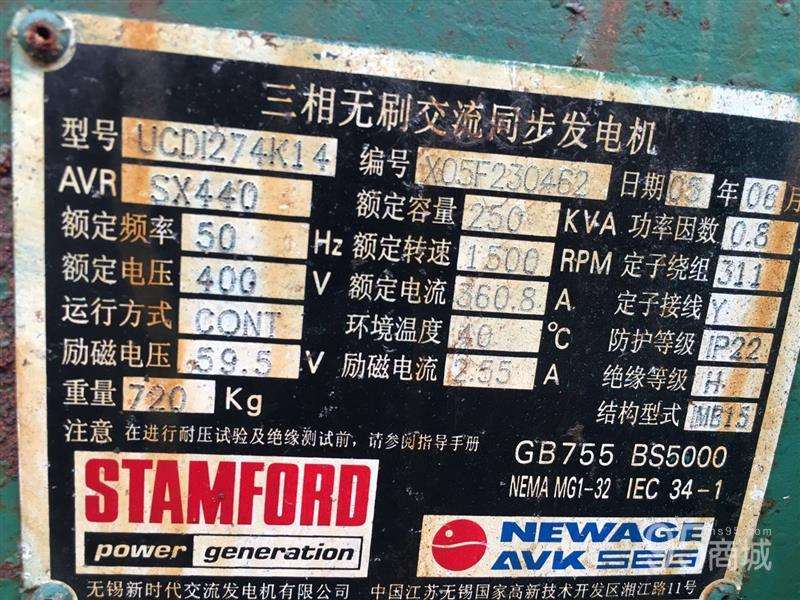 三相无刷交流同步发电机
型号 UCDI274K14 编号 X05F230462 日期 05 年 06 月
AVR SX440 额定容量 250 KVA 功率因数 0.8
额定频率 50 Hz 额定转速 1500 RPM 定子绕组 311
额定电压 400 V 额定电流 360.8 A 定子接线 Y
运行方式 CONT 环境温度 40 ℃ 防护等级 IP22
励磁电压 59.5 V 励磁电流 2.55 A 绝缘等级 H
重量 720 Kg 结构型式 MB15
注意 在进行耐压试验及绝缘测试前，请参阅指导手册
GB755 BS5000
NEMA MG1-32 IEC 34-1
STAMFORD
power generation
NEWAGE
AVK SEG
无锡新时代交流发电机有限公司 中国江苏无锡国家高新技术开发区湘江路11号